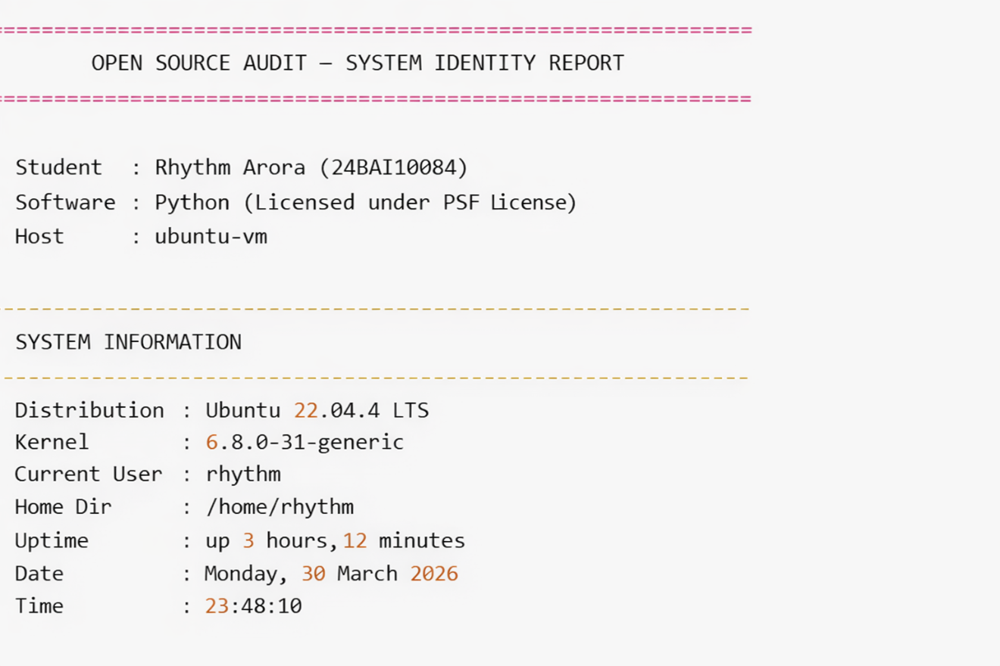 ============================================================
OPEN SOURCE AUDIT — SYSTEM IDENTITY REPORT
============================================================
Student : Rhythm Arora (24BAI10084)
Software : Python (Licensed under PSF License)
Host : ubuntu-vm
------------------------------------------------------------
SYSTEM INFORMATION
------------------------------------------------------------
Distribution : Ubuntu 22.04.4 LTS
Kernel : 6.8.0-31-generic
Current User : rhythm
Home Dir : /home/rhythm
Uptime : up 3 hours, 12 minutes
Date : Monday, 30 March 2026
Time : 23:48:10